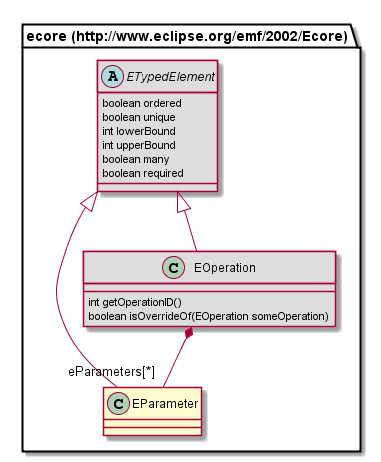 ecore (http://www.eclipse.org/emf/2002/Ecore)
A ETypedElement
boolean ordered
boolean unique
int lowerBound
int upperBound
boolean many
boolean required
C EOperation
int getOperationID()
boolean isOverrideOf(EOperation someOperation)
eParameters[*]
C EParameter